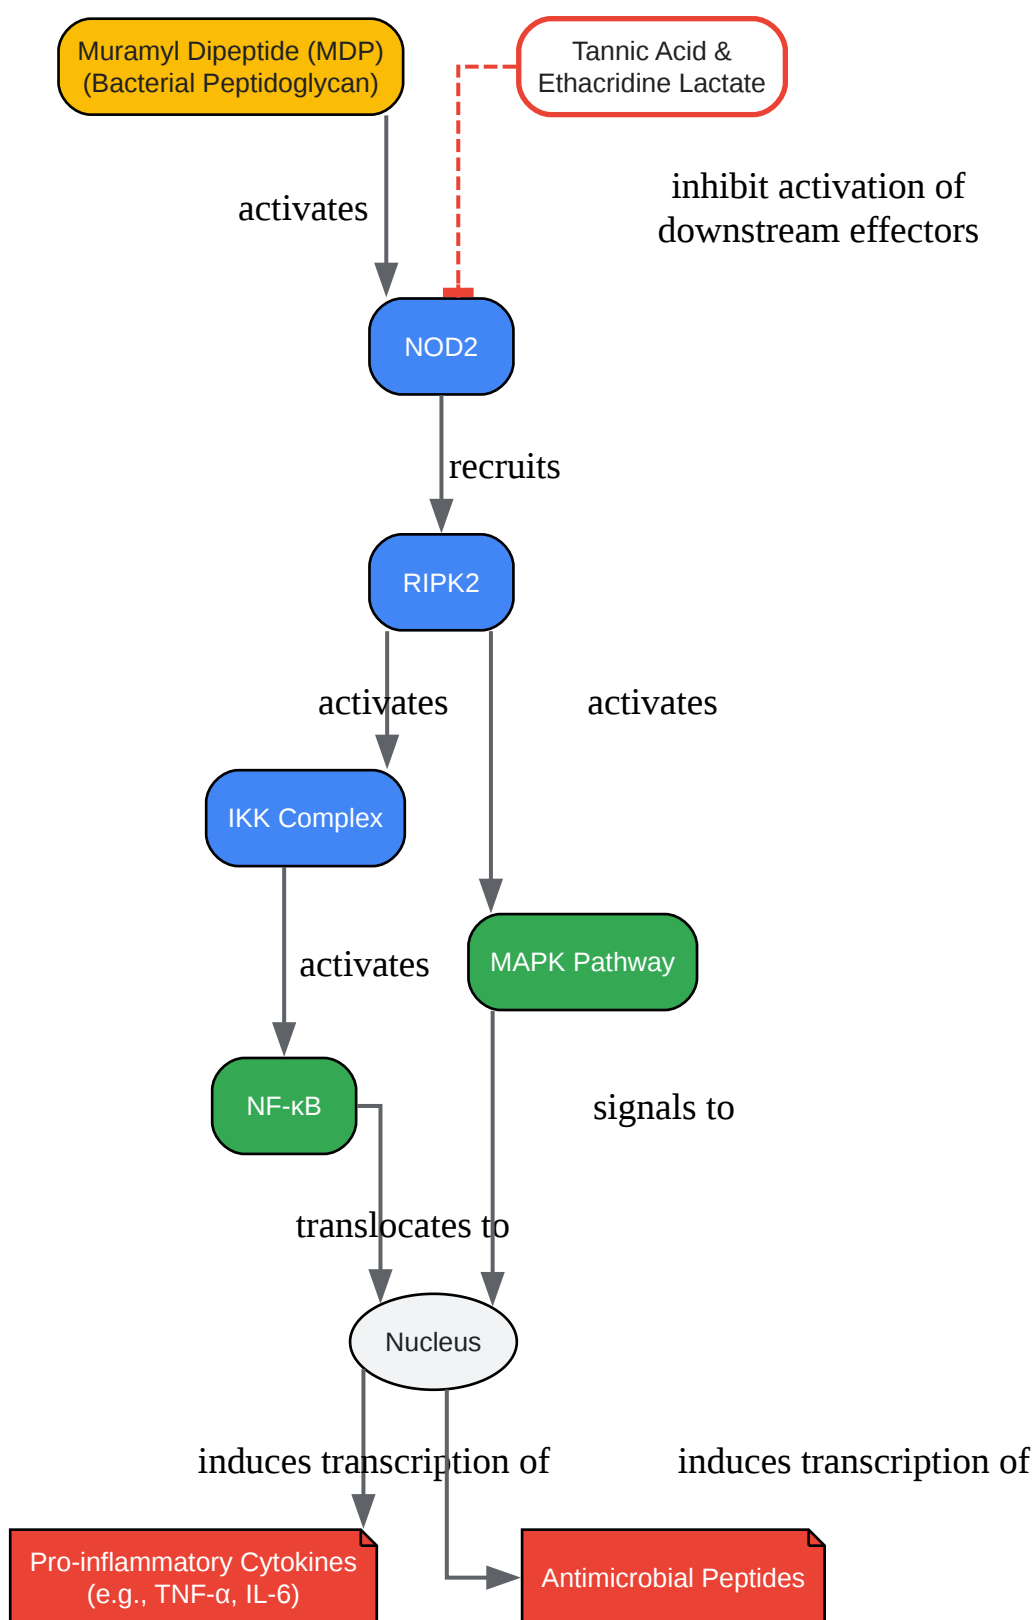 Muramyl Dipeptide (MDP)
(Bacterial Peptidoglycan)
Tannic Acid &
Ethacridine Lactate
activates
inhibit activation of
downstream effectors
NOD2
recruits
RIPK2
activates
activates
IKK Complex
activates
MAPK Pathway
NF-κB
signals to
translocates to
Nucleus
induces transcription of
induces transcription of
Pro-inflammatory Cytokines
(e.g., TNF-α, IL-6)
Antimicrobial Peptides